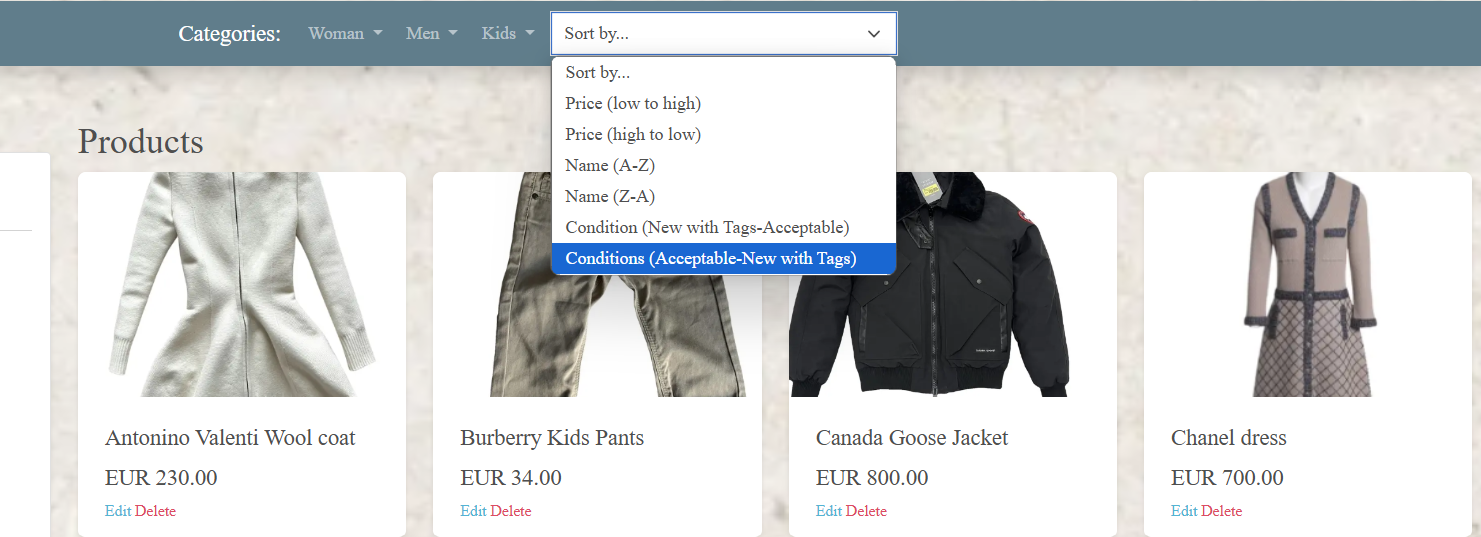 Categories: Woman Men Kids Sort by...
Sort by...
Price (low to high)
Price (high to low)
Name (A-Z)
Name (Z-A)
Condition (New with Tags-Acceptable)
Conditions (Acceptable-New with Tags)
Products
Antonino Valenti Wool coat
EUR 230.00
Edit Delete
Burberry Kids Pants
EUR 34.00
Edit Delete
Canada Goose Jacket
EUR 800.00
Edit Delete
Chanel dress
EUR 700.00
Edit Delete